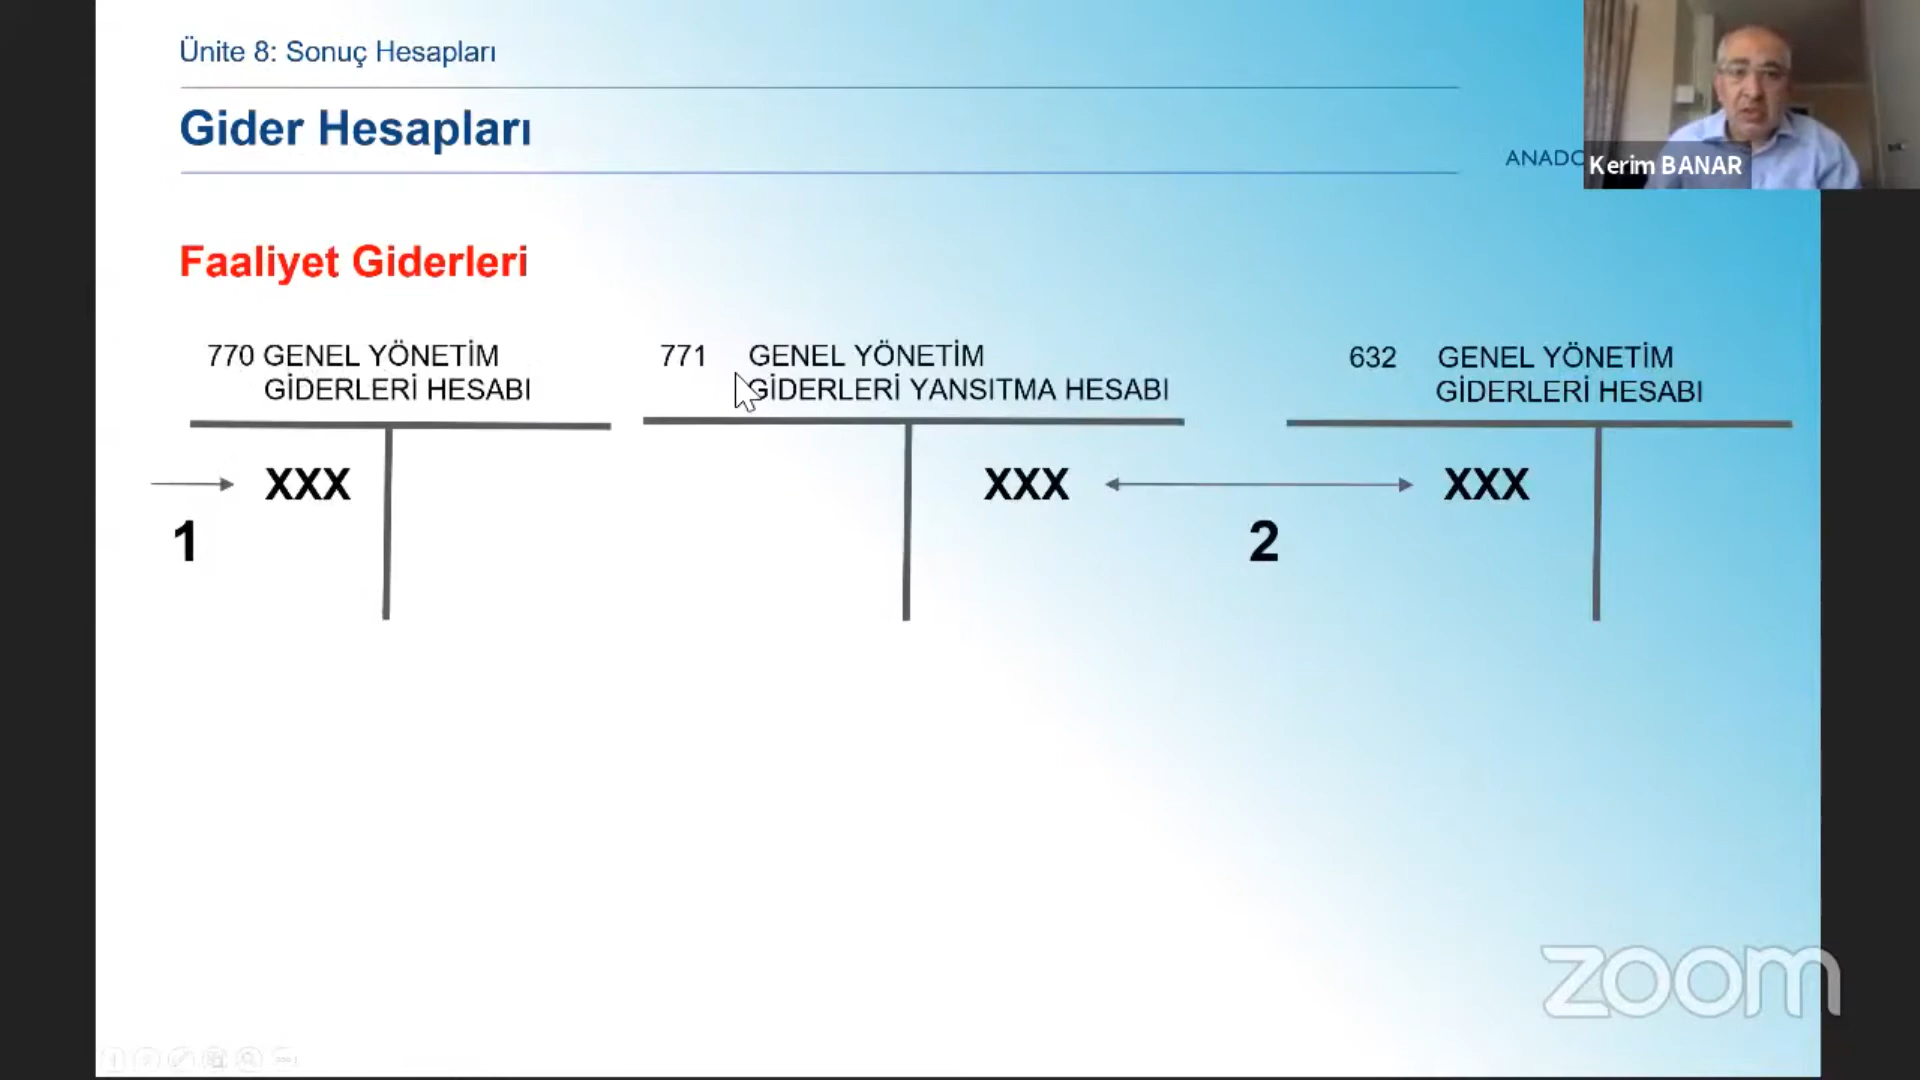 Ünite 8: Sonuç Hesapları
Gider Hesapları
ANADO
Kerim BANAR
Faaliyet Giderleri
770 GENEL YÖNETİM
GİDERLERİ HESABI
771 GENEL YÖNETİM
GİDERLERİ YANSITMA HESABI
632 GENEL YÖNETİM
GİDERLERİ HESABI
XXX
XXX
XXX
1
2
zoom